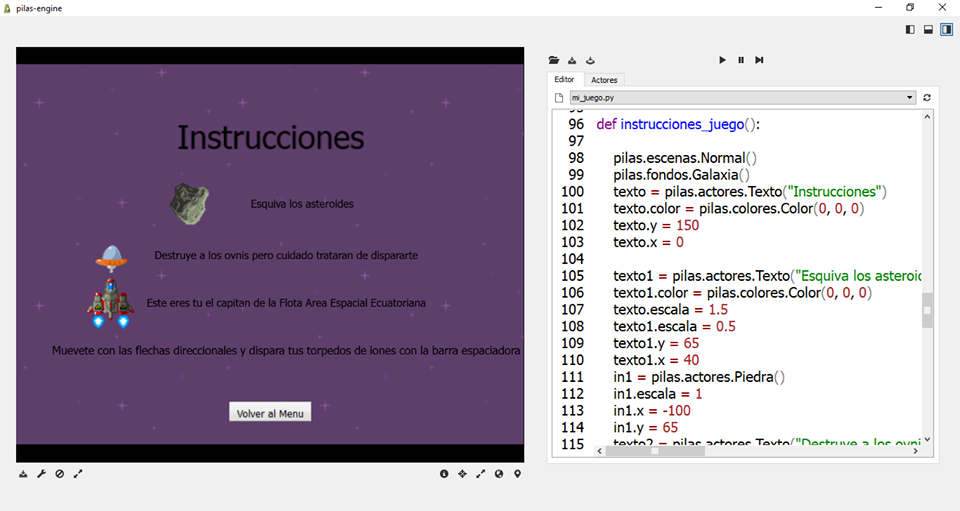 pilas-engine
Instrucciones
Esquiva los asteroides
Destruye a los ovnis pero cuidado trataran de dispararte
Este eres tu el capitan de la Flota Area Espacial Ecuatoriana
Muevete con las flechas direccionales y dispara tus torpedos de iones con la barra espaciadora
Volver al Menu
Editor
Actores
mi_juego.py
96 def instrucciones_juego():
97
98 pilas.escenas.Normal()
99 pilas.fondos.Galaxia()
100 texto = pilas.actores.Texto("Instrucciones")
101 texto.color = pilas.colores.Color(0, 0, 0)
102 texto.y = 150
103 texto.x = 0
104
105 texto1 = pilas.actores.Texto("Esquiva los asteroid
106 texto1.color = pilas.colores.Color(0, 0, 0)
107 texto.escala = 1.5
108 texto1.escala = 0.5
109 texto1.y = 65
110 texto1.x = 40
111 in1 = pilas.actores.Piedra()
112 in1.escala = 1
113 in1.x = -100
114 in1.y = 65
115 texto2 = pilas.actores.Texto("Destruye a los ovni